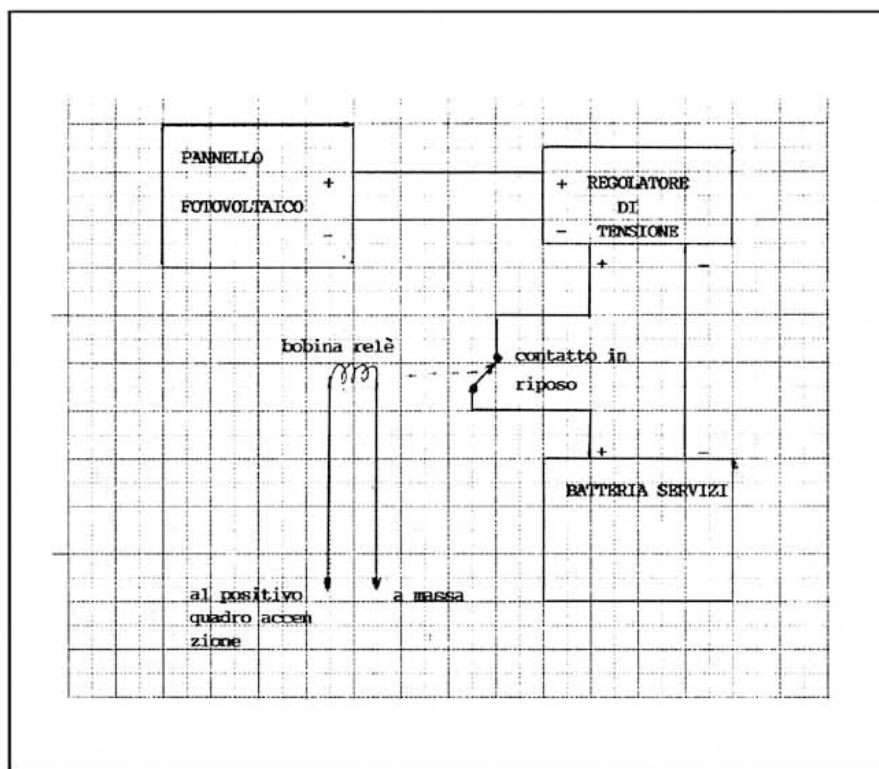 PANNELLO
FOTOVOLTAICO
+
-
+ REGOLATORE
DI
- TENSIONE
+ -
bobina relè
contatto in
riposo
+ -
BATTERIA SERVIZI
al positivo
quadro accen
zione
a massa